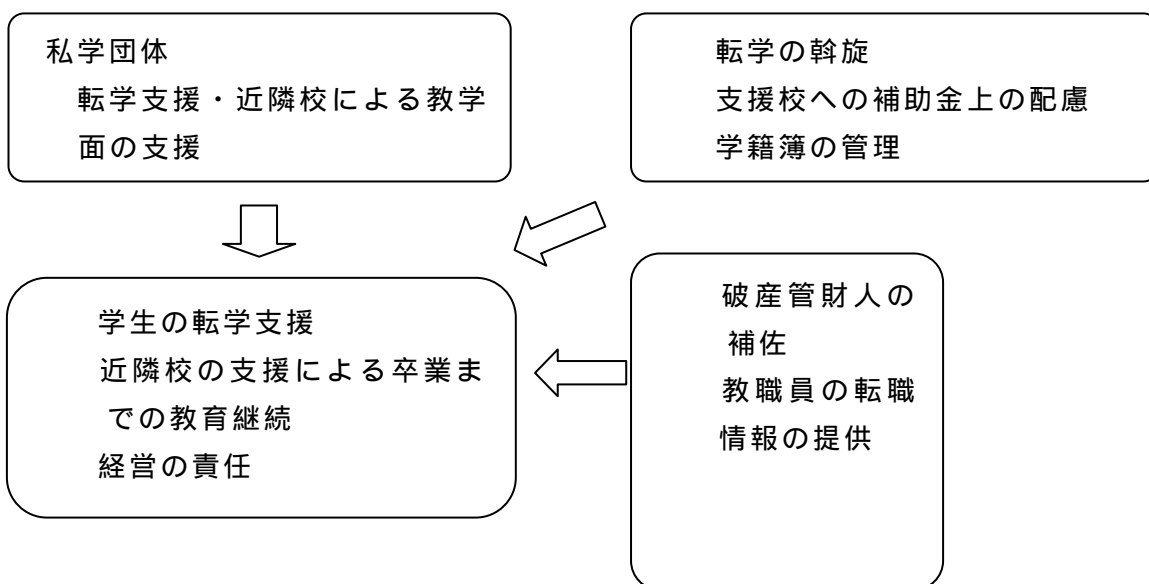 私学団体
転学支援・近隣校による教学
面の支援
転学の斡旋
支援校への補助金上の配慮
学籍簿の管理
学生の転学支援
近隣校の支援による卒業ま
での教育継続
経営の責任
破産管財人の
補佐
教職員の転職
情報の提供